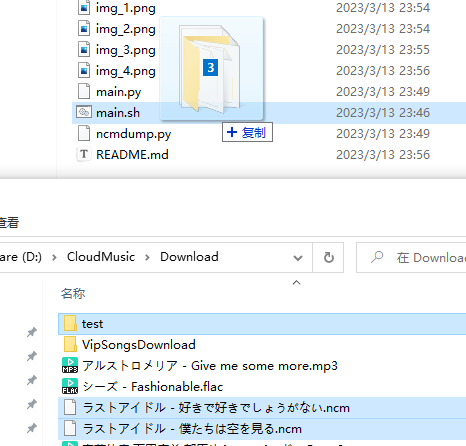 img_1.png 2023/3/13 23:54
img_2.png 2023/3/13 23:54
img_3.png 2023/3/13 23:55
img_4.png 2023/3/13 23:56
3
main.py 2023/3/13 23:49
main.sh 2023/3/13 23:46
+ 复制
ncmdump.py 2023/3/13 23:49
T README.md 2023/3/13 23:56
查看
are (D:) > CloudMusic > Download
在 Downloa
名称
test
VipSongsDownload
MP3 アルストロメリア - Give me some more.mp3
FLAC シーズ - Fashionable.flac
ラストアイドル - 好きで好きでしょうがない.ncm
ラストアイドル - 僕たちは空を見る.ncm